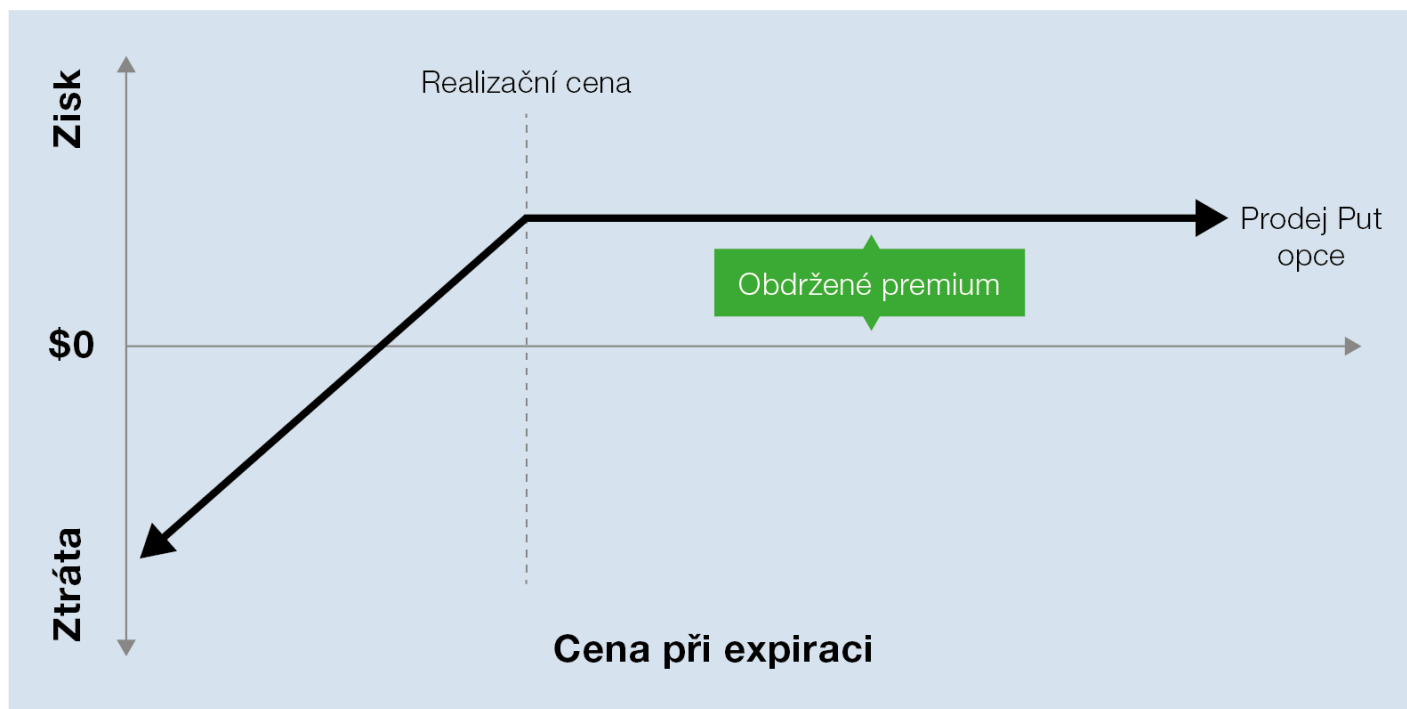 Zisk
Realizační cena
Prodej Put
opce
Obdržené premium
$0
Ztráta
Cena při expiraci